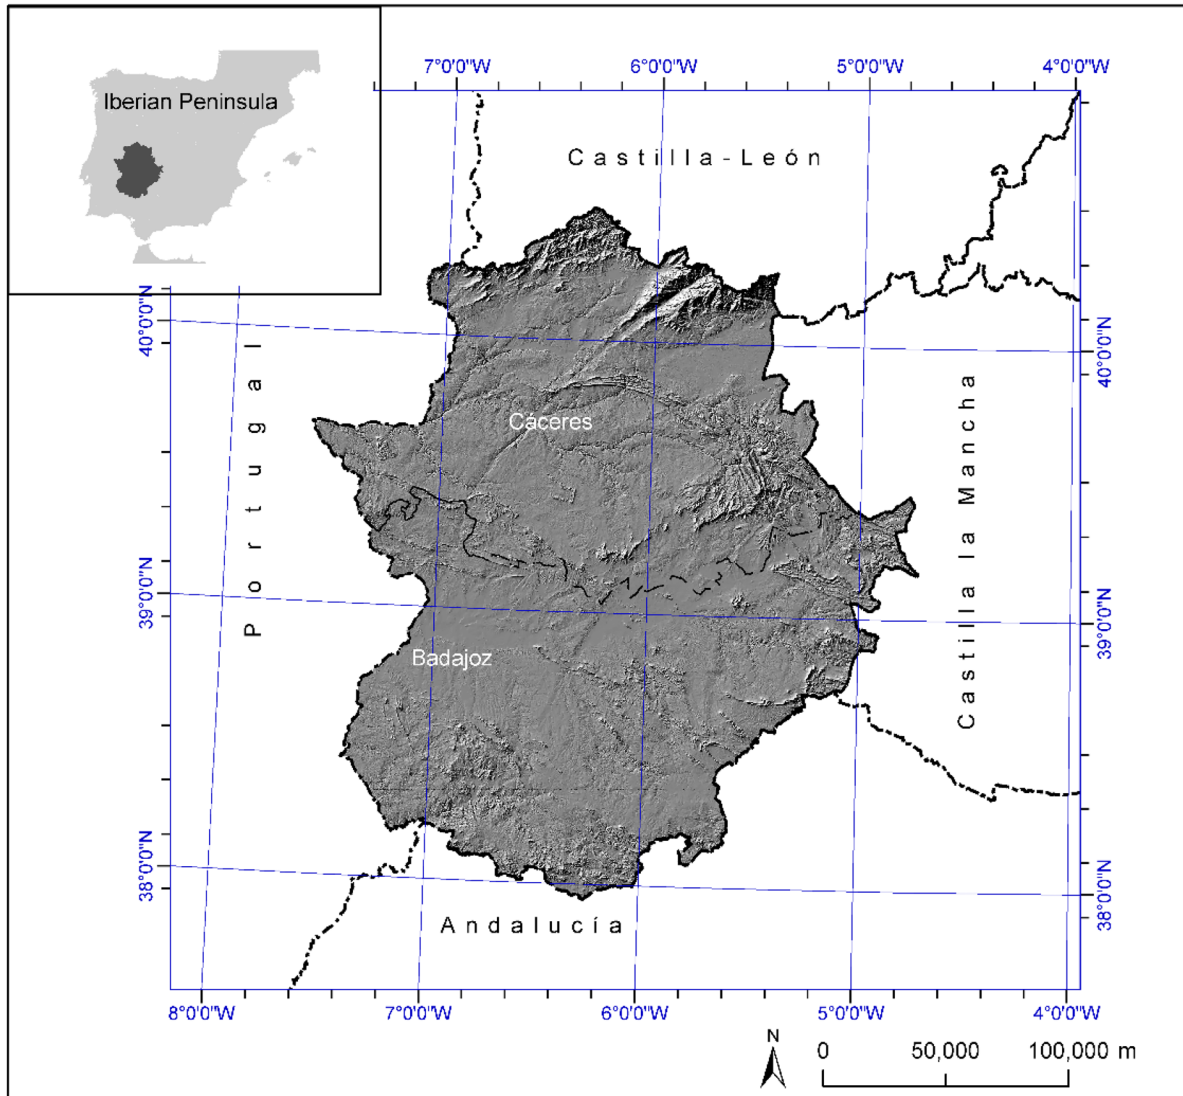 Iberian Peninsula
7°0'0"W
6°0'0"W
5°0'0"W
4°0'0"W
Castilla-León
40°0'0"N
40°0'0"N
Portugal
Cáceres
Castilla la Mancha
39°0'0"N
39°0'0"N
Badajoz
38°0'0"N
38°0'0"N
Andalucía
8°0'0"W
7°0'0"W
6°0'0"W
5°0'0"W
4°0'0"W
N
0 50,000 100,000 m